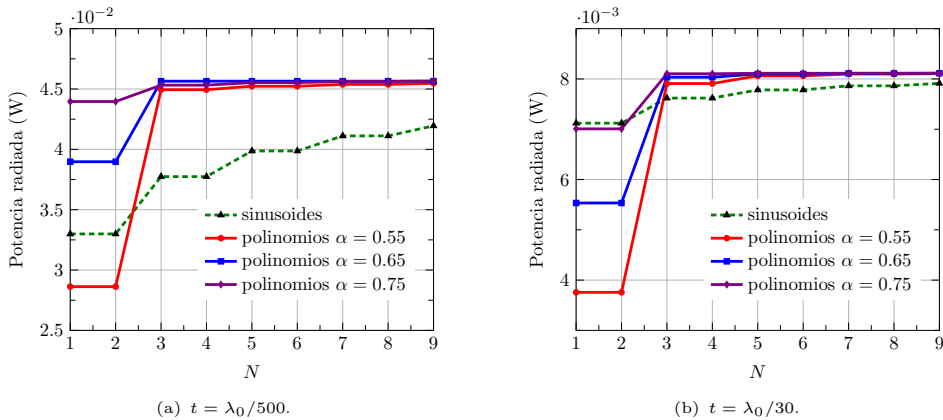 ·10⁻²
5
4.5
4
3.5
3
2.5
Potencia radiada (W)
sinusoides
polinomios α = 0.55
polinomios α = 0.65
polinomios α = 0.75
1 2 3 4 5 6 7 8 9
N
(a) t = λ₀/500.
·10⁻³
8
6
4
Potencia radiada (W)
sinusoides
polinomios α = 0.55
polinomios α = 0.65
polinomios α = 0.75
1 2 3 4 5 6 7 8 9
N
(b) t = λ₀/30.